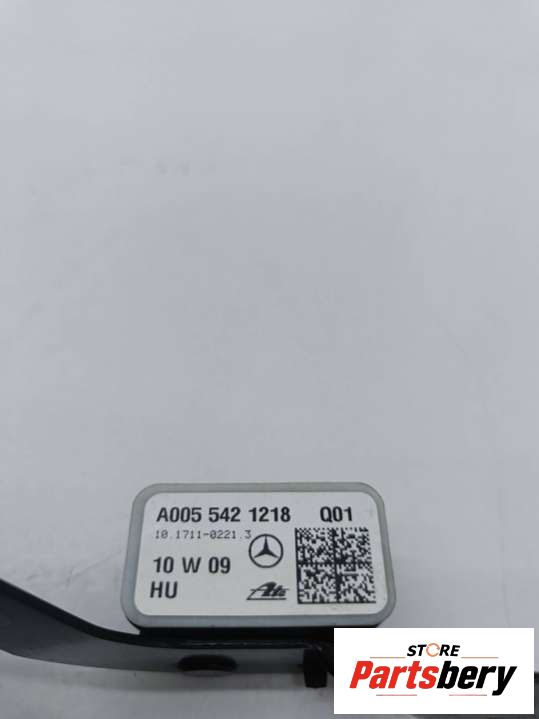 A005 542 1218 Q01
10.1711-0221.3
10 W 09
HU Ate
STORE
Partsbery